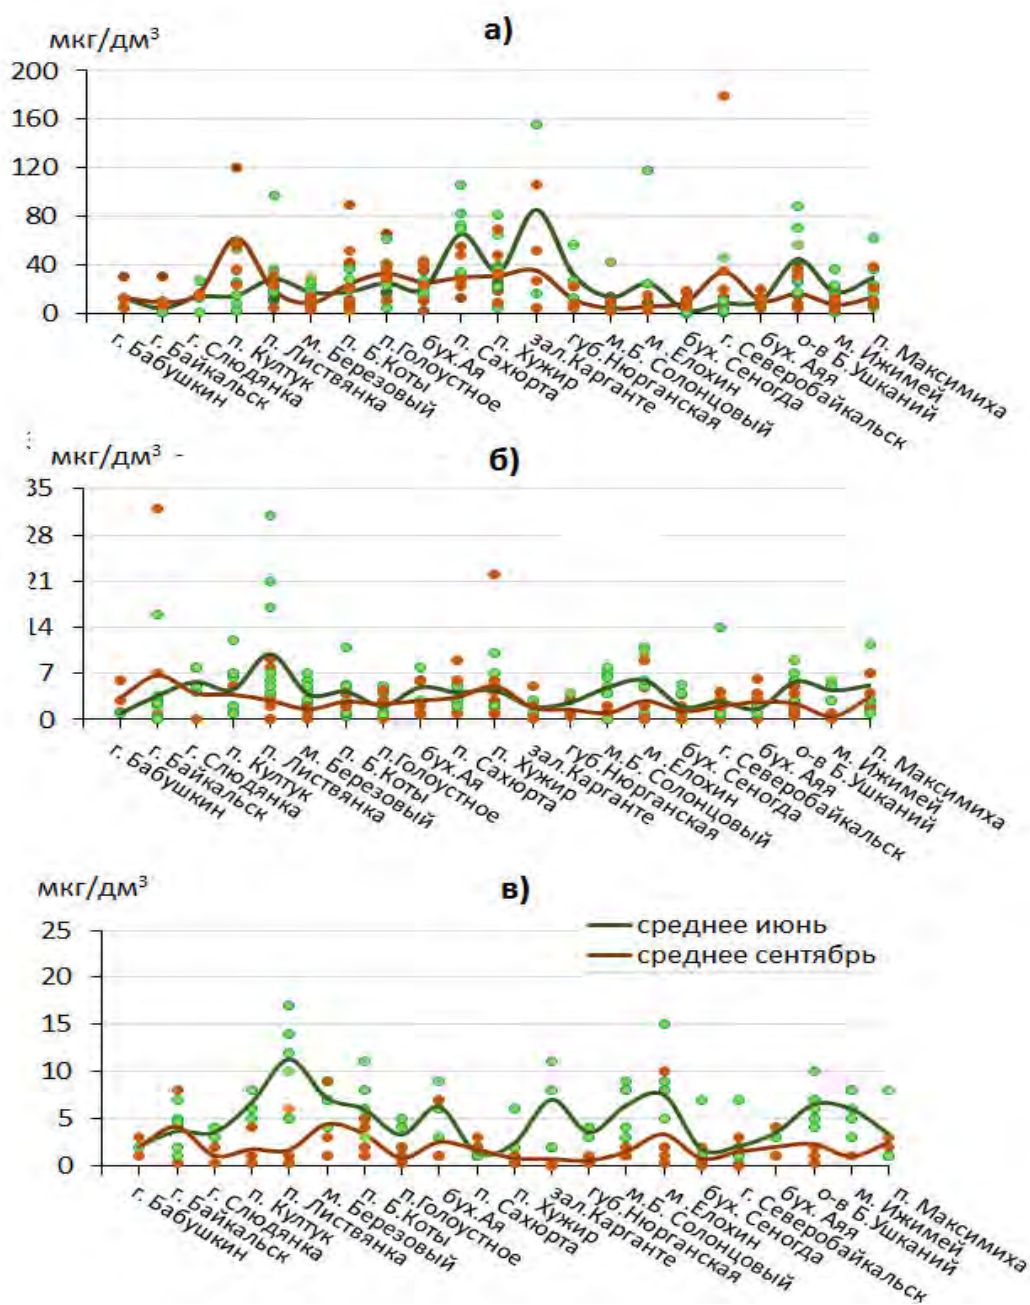 а)
мкг/дм³
200
160
120
80
40
0
г. Бабушкин
г. Байкальск
г. Слюдянка
п. Култук
п. Листвянка
м. Березовый
п. Б.Коты
п.Голоустное
бух.Ая
п. Сахюрта
п. Хужир
зал.Карганте
губ.Нюрганская
м.Б. Солонцовый
м .Елохин
бух. Сеногда
г. Северобайкальск
бух. Аяя
о-в Б.Ушканий
м. Ижимей
п. Максимиха
мкг/дм³ -
б)
35
28
21
14
7
0
г. Бабушкин
г. Байкальск
г. Слюдянка
п. Култук
п. Листвянка
м. Березовый
п. Б.Коты
п.Голоустное
бух.Ая
п. Сахюрта
п. Хужир
зал.Карганте
губ.Нюрганская
м.Б. Солонцовый
м .Елохин
бух. Сеногда
г. Северобайкальск
бух. Аяя
о-в Б.Ушканий
м. Ижимей
п. Максимиха
мкг/дм³
в)
среднее июнь
среднее сентябрь
25
20
15
10
5
0
г. Бабушкин
г. Байкальск
г. Слюдянка
п. Култук
п. Листвянка
м. Березовый
п. Б.Коты
п.Голоустное
бух.Ая
п. Сахюрта
п. Хужир
зал.Карганте
губ.Нюрганская
м.Б. Солонцовый
м. Елохин
бух. Сеногда
г. Северобайкальск
бух. Аяя
о-в Б.Ушканий
м. Ижимей
п. Максимиха